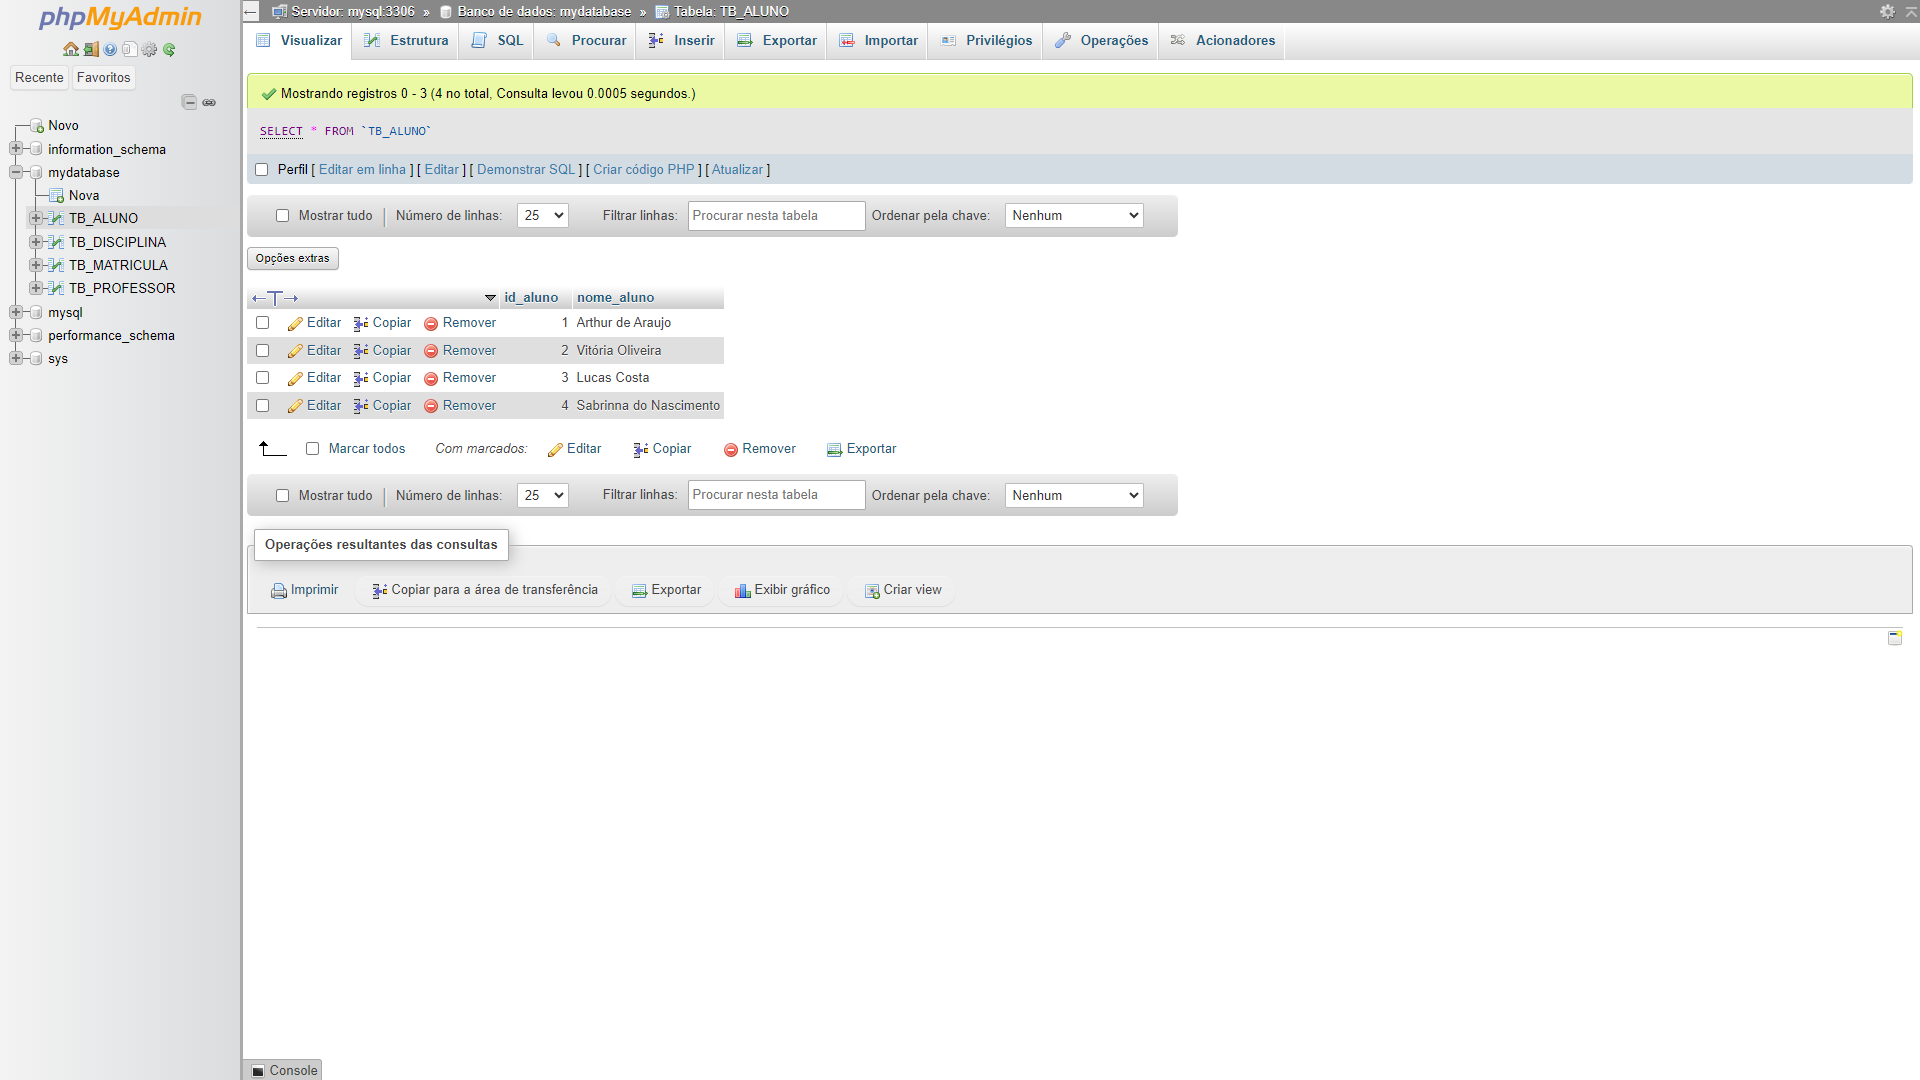 phpMyAdmin
Recente Favoritos
Novo
information_schema
mydatabase
Nova
TB_ALUNO
TB_DISCIPLINA
TB_MATRICULA
TB_PROFESSOR
mysql
performance_schema
sys
Servidor: mysql:3306 » Banco de dados: mydatabase » Tabela: TB_ALUNO
Visualizar Estrutura SQL Procurar Inserir Exportar Importar Privilégios Operações Acionadores
Mostrando registros 0 - 3 (4 no total, Consulta levou 0.0005 segundos.)
SELECT * FROM `TB_ALUNO`
Perfil [ Editar em linha ] [ Editar ] [ Demonstrar SQL ] [ Criar código PHP ] [ Atualizar ]
Mostrar tudo Número de linhas: 25 Filtrar linhas: Procurar nesta tabela Ordenar pela chave: Nenhum
Opções extras
id_aluno nome_aluno
Editar Copiar Remover 1 Arthur de Araujo
Editar Copiar Remover 2 Vitória Oliveira
Editar Copiar Remover 3 Lucas Costa
Editar Copiar Remover 4 Sabrinna do Nascimento
Marcar todos Com marcados: Editar Copiar Remover Exportar
Mostrar tudo Número de linhas: 25 Filtrar linhas: Procurar nesta tabela Ordenar pela chave: Nenhum
Operações resultantes das consultas
Imprimir Copiar para a área de transferência Exportar Exibir gráfico Criar view
Console